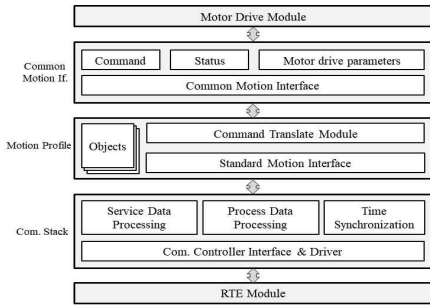 Motor Drive Module
Common
Motion If.
Command
Status
Motor drive parameters
Common Motion Interface
Motion Profile
Objects
Command Translate Module
Standard Motion Interface
Com. Stack
Service Data
Processing
Process Data
Processing
Time
Synchronization
Com. Controller Interface & Driver
RTE Module